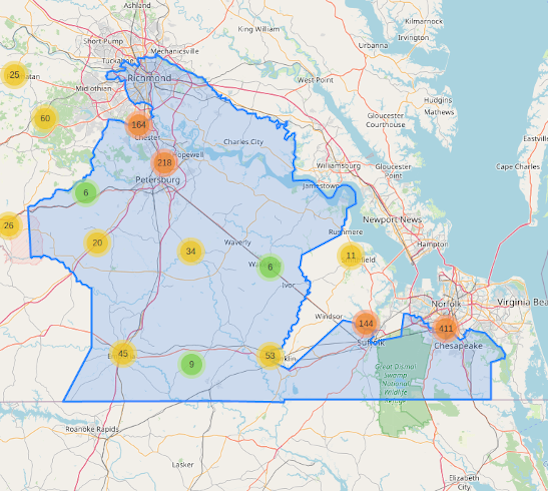 Ashland
Kilmarnock
Irvington
King William
Urbanna
Short Pump
Mechanicsville
Tuckahoe
25
Richmond
West Point
Midlothian
Hudgins
Mathews
60
Gloucester
Courthouse
164
Chester
Charles City
Eastville
218
Hopewell
Williamsburg
Gloucester
Point
Cape Charles
Petersburg
Jamestown
6
26
Newport News
Rushmere
20
Waverly
Hampton
34
11
6
Ivor
Norfolk
Virginia Bea
Windsor
144
411
Suffolk
Chesapeake
45
53
9
Great Dismal
Swamp
National
Wildlife
Refuge
Roanoke Rapids
Lasker
Elizabeth
City